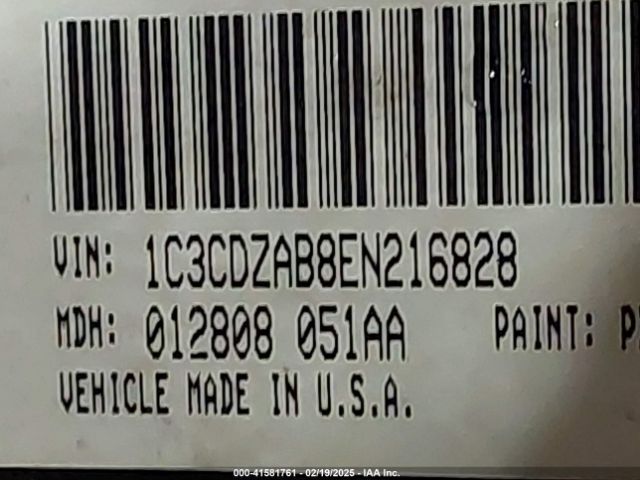 VIN: 1C3CDZAB8EN216828
MDH: 012808 051AA PAINT:
VEHICLE MADE IN U.S.A.
000-41581761 - 02/19/2025 - IAA Inc.